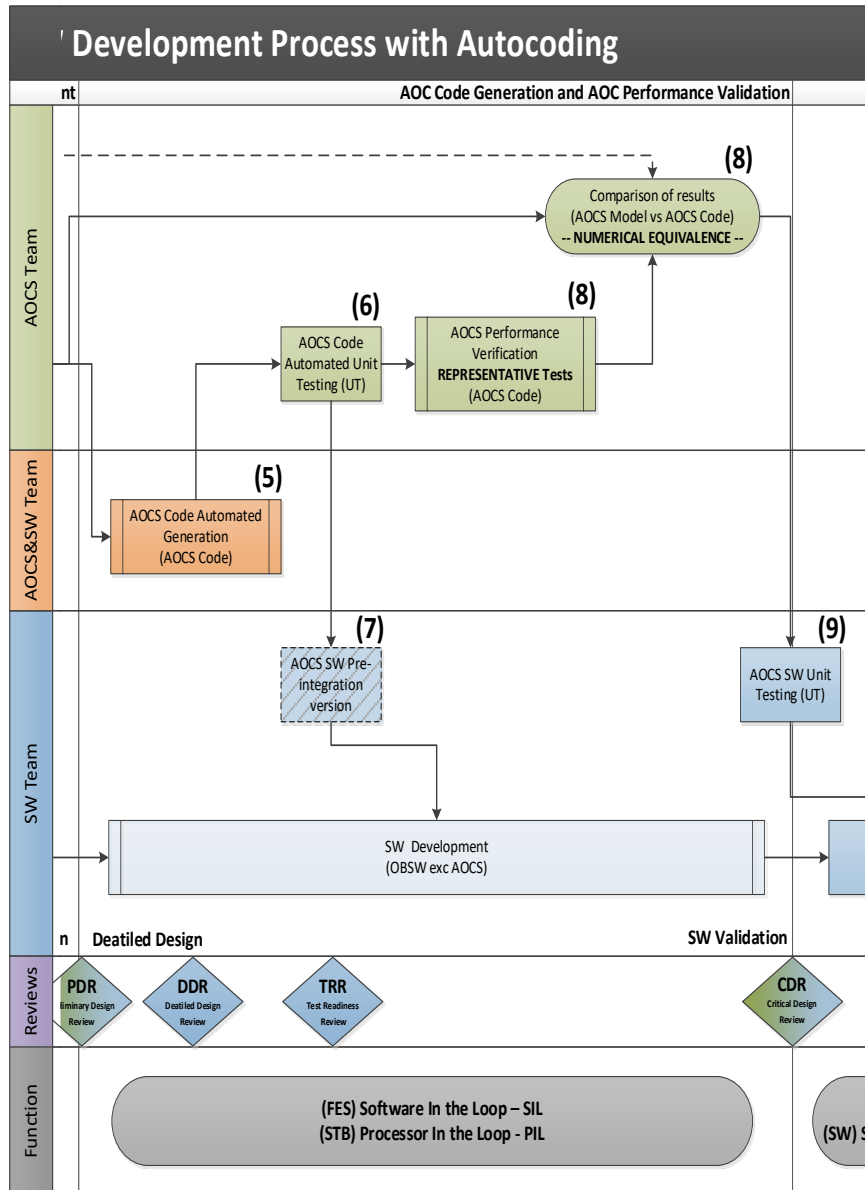 ' Development Process with Autocoding
nt
AOC Code Generation and AOC Performance Validation
AOCS Team
(8)
Comparison of results
(AOCS Model vs AOCS Code)
-- NUMERICAL EQUIVALENCE --
(6)
AOCS Code
Automated Unit
Testing (UT)
(8)
AOCS Performance
Verification
REPRESENTATIVE Tests
(AOCS Code)
AOCS&SW Team
(5)
AOCS Code Automated
Generation
(AOCS Code)
SW Team
(7)
AOCS SW Pre-
integration
version
(9)
AOCS SW Unit
Testing (UT)
SW Development
(OBSW exc AOCS)
n
Deatiled Design
SW Validation
Reviews
PDR
eliminary Design
Review
DDR
Deatiled Design
Review
TRR
Test Readiness
Review
CDR
Critical Design
Review
Function
(FES) Software In the Loop – SIL
(STB) Processor In the Loop - PIL
(SW) S